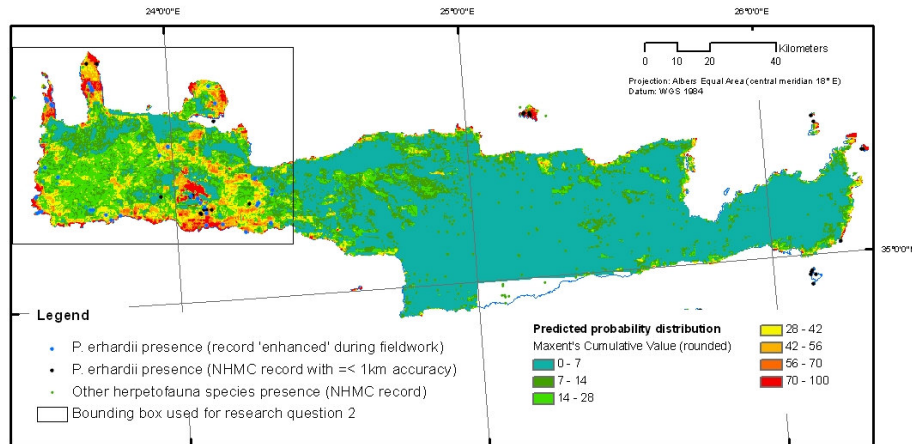 24°0'0"E
25°0'0"E
26°0'0"E
Kilometers
0 10 20 40
Projection: Albers Equal Area (central meridian 18° E)
Datum: WGS 1984
35°0'0"N
Legend
P. erhardii presence (record 'enhanced' during fieldwork)
P. erhardii presence (NHMC record with =< 1km accuracy)
Other herpetofauna species presence (NHMC record)
Bounding box used for research question 2
Predicted probability distribution
Maxent's Cumulative Value (rounded)
0 - 7
7 - 14
14 - 28
28 - 42
42 - 56
56 - 70
70 - 100